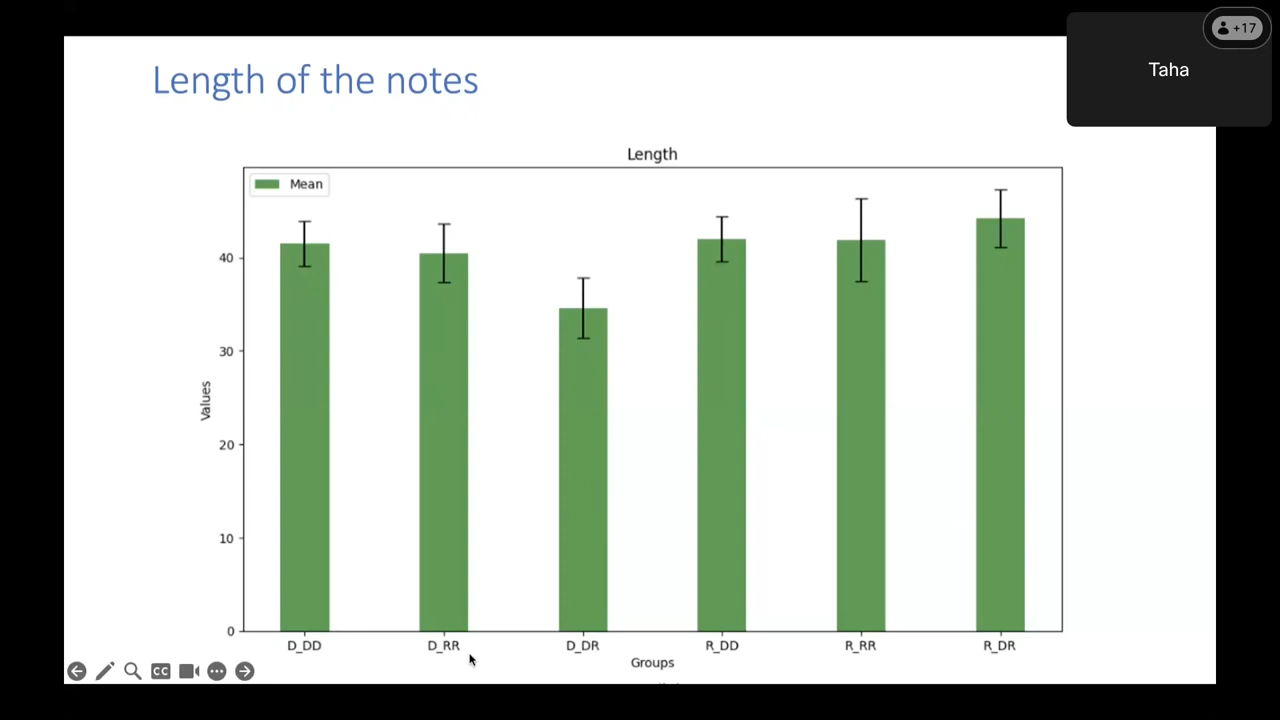 +17
Taha
Length of the notes
Length
Mean
40
30
20
10
0
Values
D_DD D_RR D_DR R_DD R_RR R_DR
Groups
CC